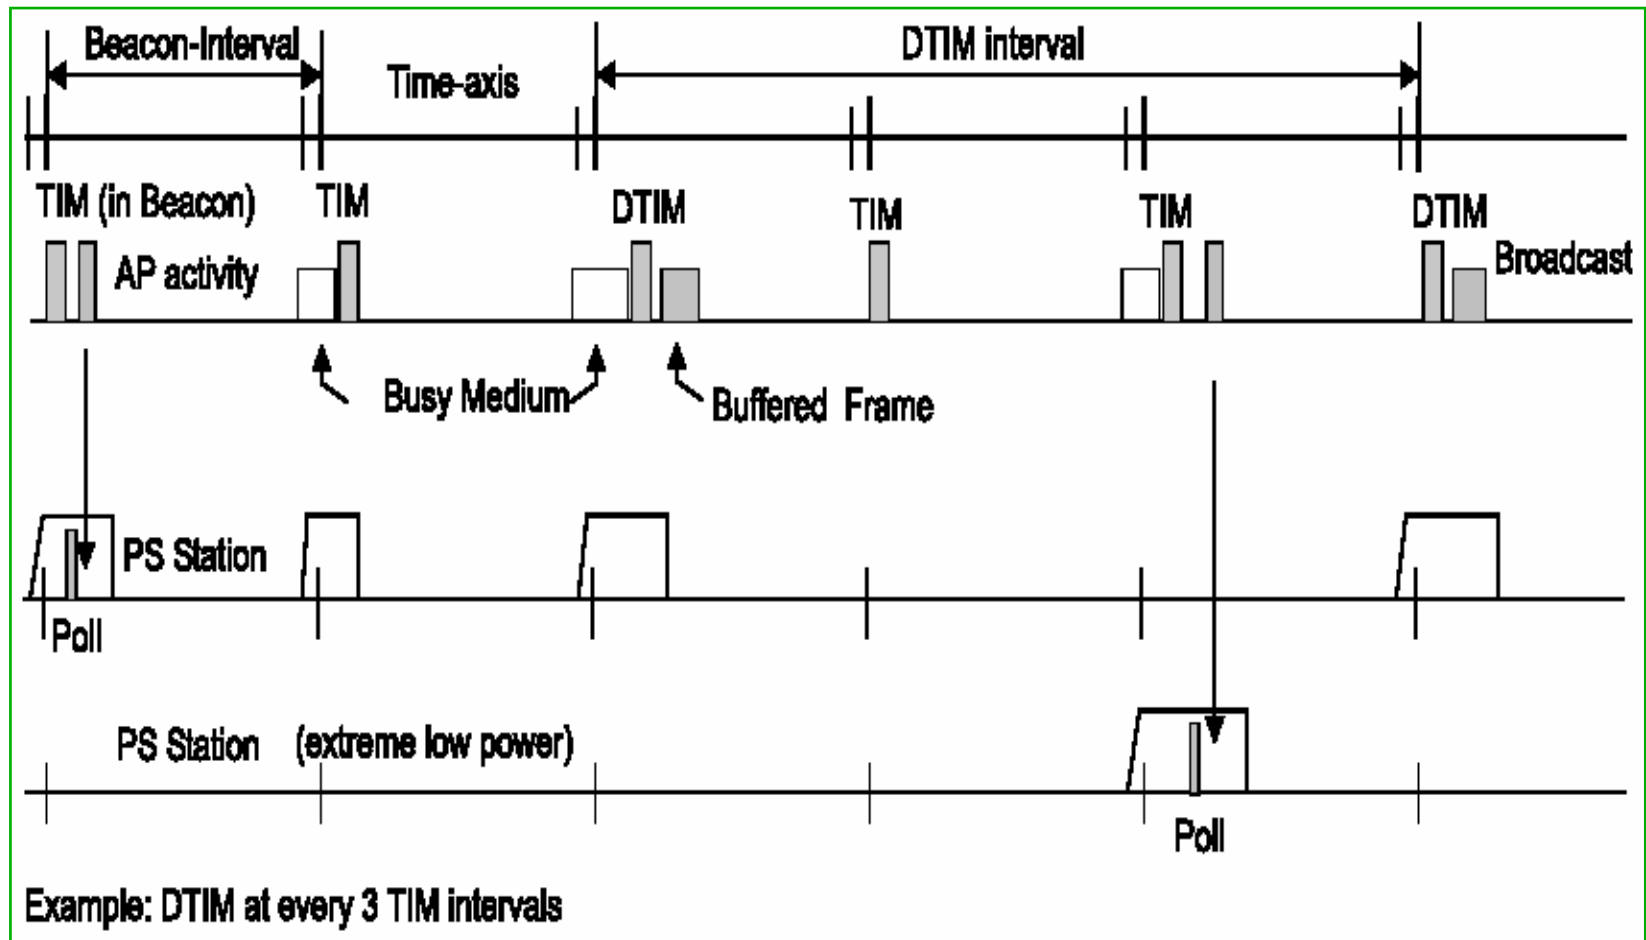 Beacon-Interval
DTIM interval
Time-axis
TIM (in Beacon)
TIM
DTIM
TIM
TIM
DTIM
AP activity
Broadcast
Busy Medium
Buffered Frame
PS Station
Poll
PS Station (extreme low power)
Poll
Example: DTIM at every 3 TIM intervals